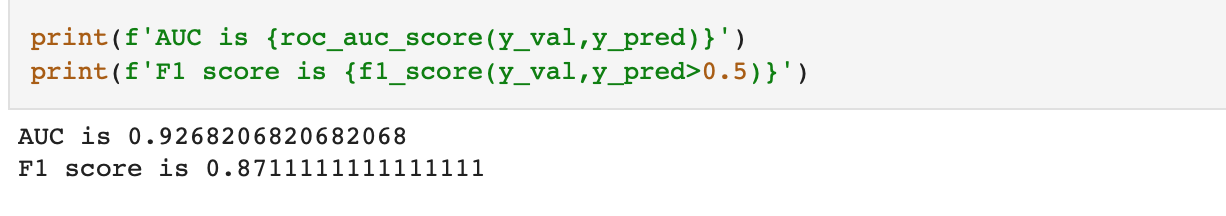 print(f'AUC is {roc_auc_score(y_val,y_pred)}')
print(f'F1 score is {f1_score(y_val,y_pred>0.5)}')
AUC is 0.9268206820682068
F1 score is 0.8711111111111111